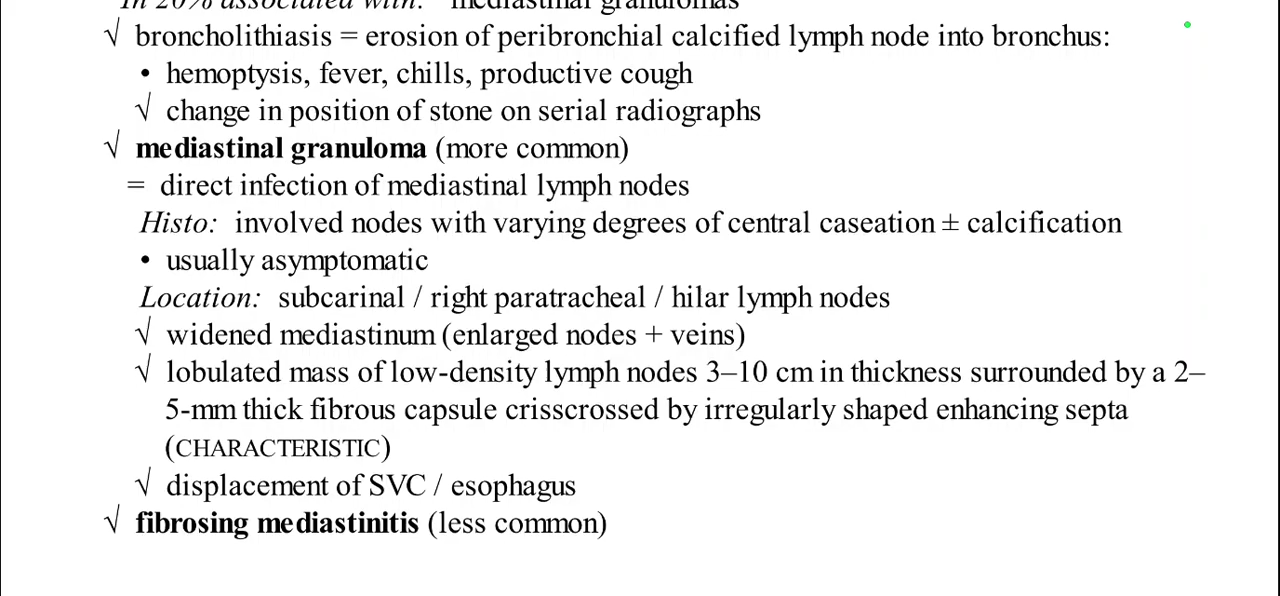 In 20% associated with: mediastinal granulomas
√ broncholithiasis = erosion of peribronchial calcified lymph node into bronchus:
• hemoptysis, fever, chills, productive cough
√ change in position of stone on serial radiographs
√ mediastinal granuloma (more common)
= direct infection of mediastinal lymph nodes
Histo: involved nodes with varying degrees of central caseation ± calcification
• usually asymptomatic
Location: subcarinal / right paratracheal / hilar lymph nodes
√ widened mediastinum (enlarged nodes + veins)
√ lobulated mass of low-density lymph nodes 3–10 cm in thickness surrounded by a 2–
5-mm thick fibrous capsule crisscrossed by irregularly shaped enhancing septa
(CHARACTERISTIC)
√ displacement of SVC / esophagus
√ fibrosing mediastinitis (less common)